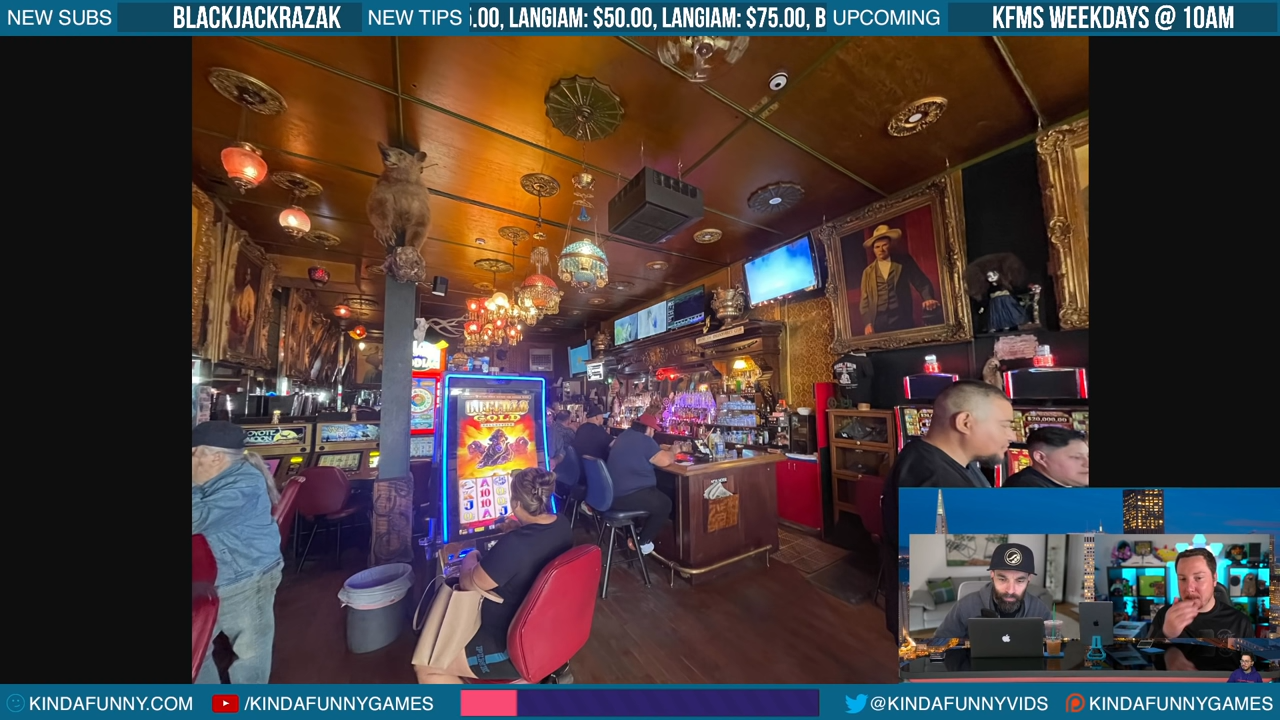 NEW SUBS
BLACKJACKRAZAK
NEW TIPS
.00, LANGIAM: $50.00, LANGIAM: $75.00, B
UPCOMING
KFMS WEEKDAYS @ 10AM
GOLD
KINDAFUNNY.COM
/KINDAFUNNYGAMES
@KINDAFUNNYVIDS
KINDAFUNNYGAMES